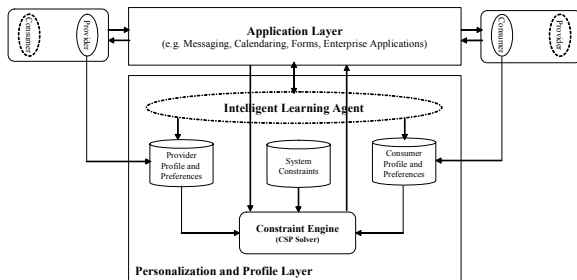 Consumer
Provider
Application Layer
(e.g. Messaging, Calendaring, Forms, Enterprise Applications)
Consumer
Provider
Intelligent Learning Agent
Provider
Profile and
Preferences
System
Constraints
Consumer
Profile and
Preferences
Constraint Engine
(CSP Solver)
Personalization and Profile Layer